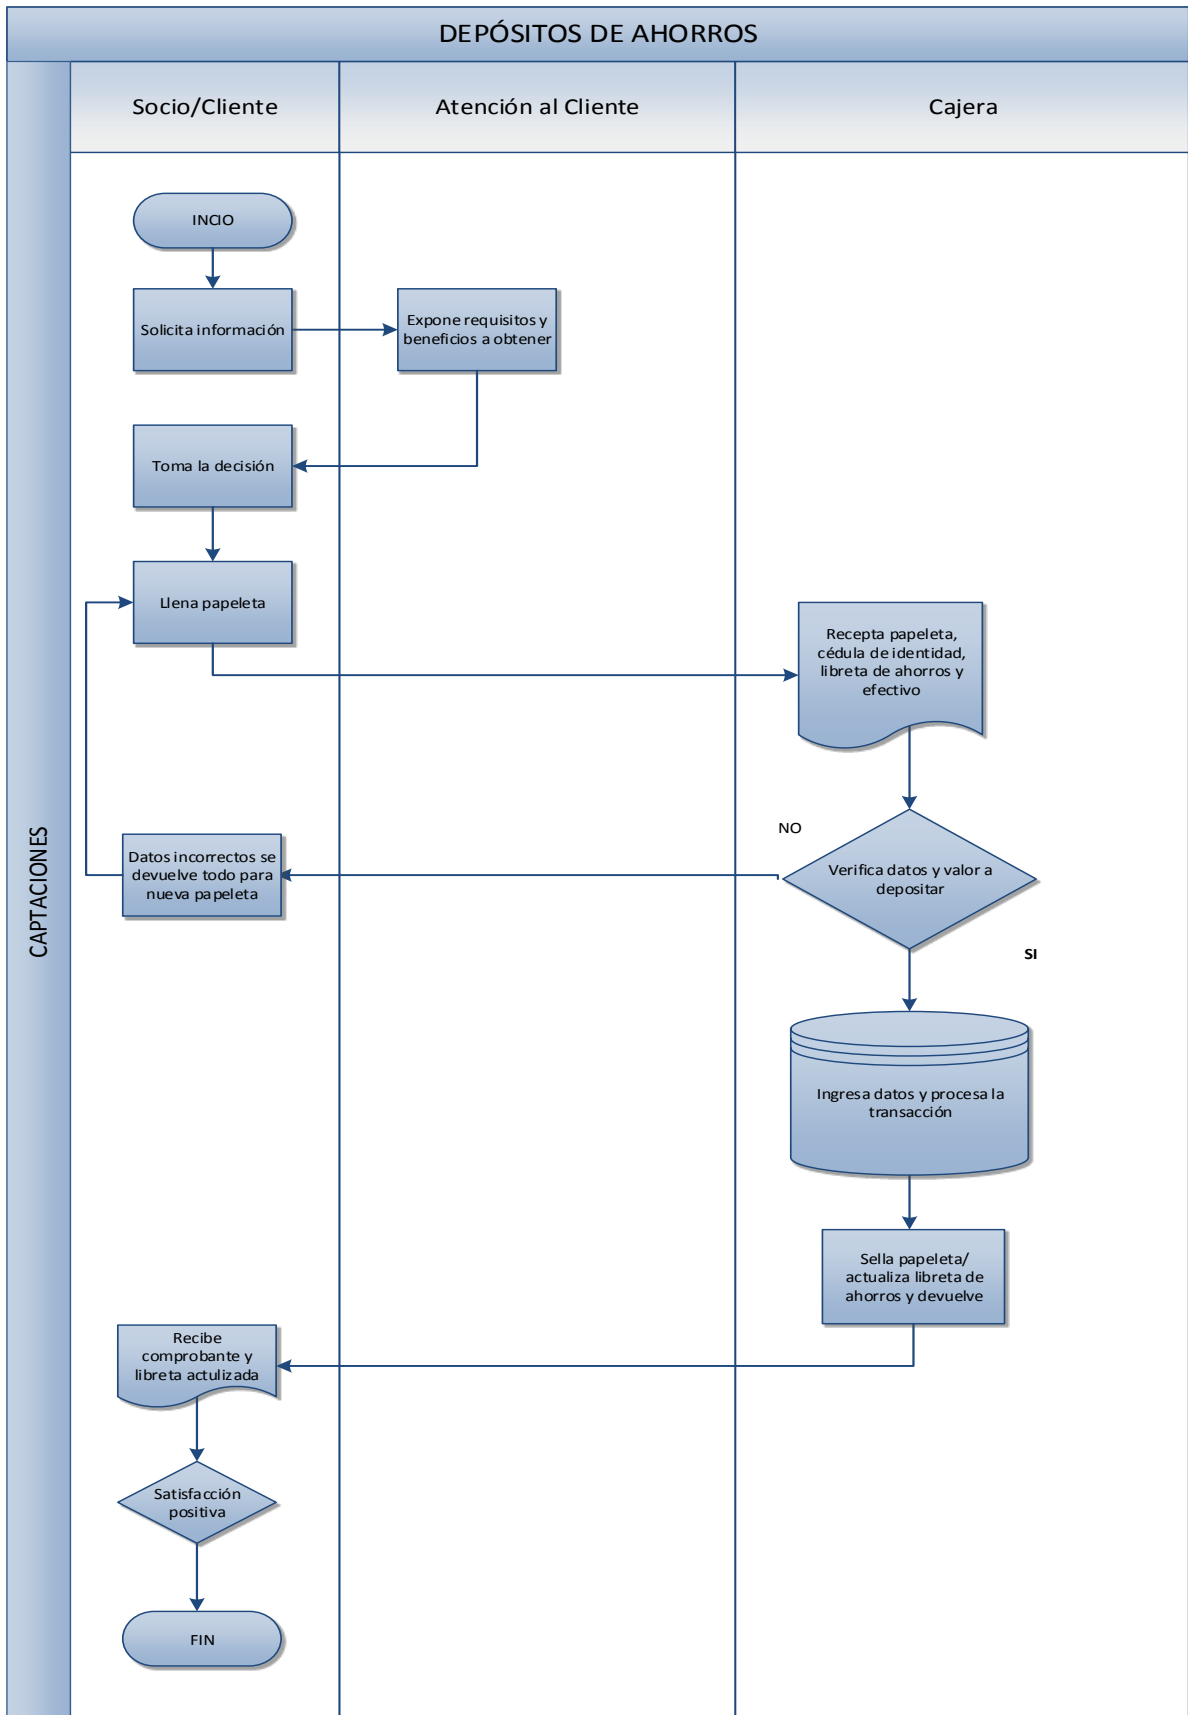 DEPÓSITOS DE AHORROS
Socio/Cliente
Atención al Cliente
Cajera
CAPTACIONES
INCIO
Solicita información
Expone requisitos y
beneficios a obtener
Toma la decisión
Llena papeleta
Recepta papeleta,
cédula de identidad,
libreta de ahorros y
efectivo
NO
Verifica datos y valor a
depositar
Datos incorrectos se
devuelve todo para
nueva papeleta
SI
Ingresa datos y procesa la
transacción
Sella papeleta/
actualiza libreta de
ahorros y devuelve
Recibe
comprobante y
libreta actulizada
Satisfacción
positiva
FIN